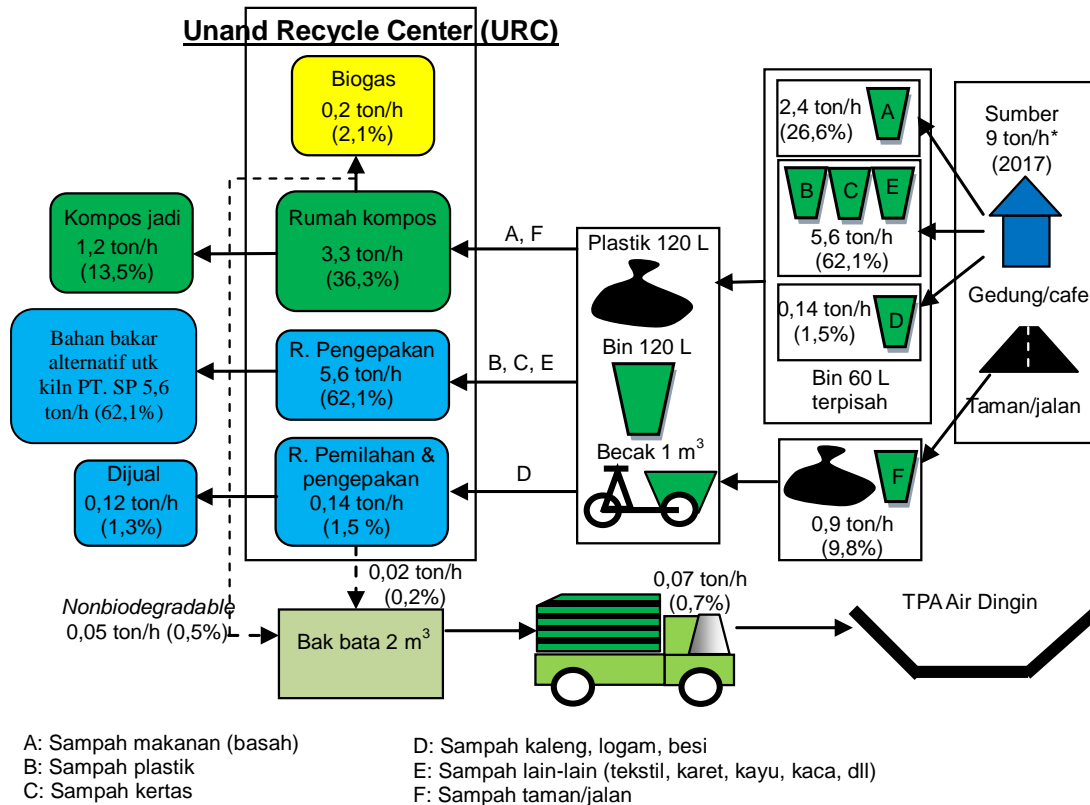 Unand Recycle Center (URC)
Biogas
0,2 ton/h
(2,1%)
Kompos jadi
1,2 ton/h
(13,5%)
Rumah kompos
3,3 ton/h
(36,3%)
A, F
Bahan bakar
alternatif utk
kiln PT. SP 5,6
ton/h (62,1%)
R. Pengepakan
5,6 ton/h
(62,1%)
B, C, E
Dijual
0,12 ton/h
(1,3%)
R. Pemilahan &
pengepakan
0,14 ton/h
(1,5 %)
D
Plastik 120 L
Bin 120 L
Becak 1 m³
2,4 ton/h
(26,6%)
A
B
C
E
5,6 ton/h
(62,1%)
0,14 ton/h
(1,5%)
D
Bin 60 L
terpisah
Sumber
9 ton/h*
(2017)
Gedung/cafe
Taman/jalan
F
0,9 ton/h
(9,8%)
0,02 ton/h
(0,2%)
Nonbiodegradable
0,05 ton/h (0,5%)
Bak bata 2 m³
0,07 ton/h
(0,7%)
TPA Air Dingin
A: Sampah makanan (basah)
B: Sampah plastik
C: Sampah kertas
D: Sampah kaleng, logam, besi
E: Sampah lain-lain (tekstil, karet, kayu, kaca, dll)
F: Sampah taman/jalan